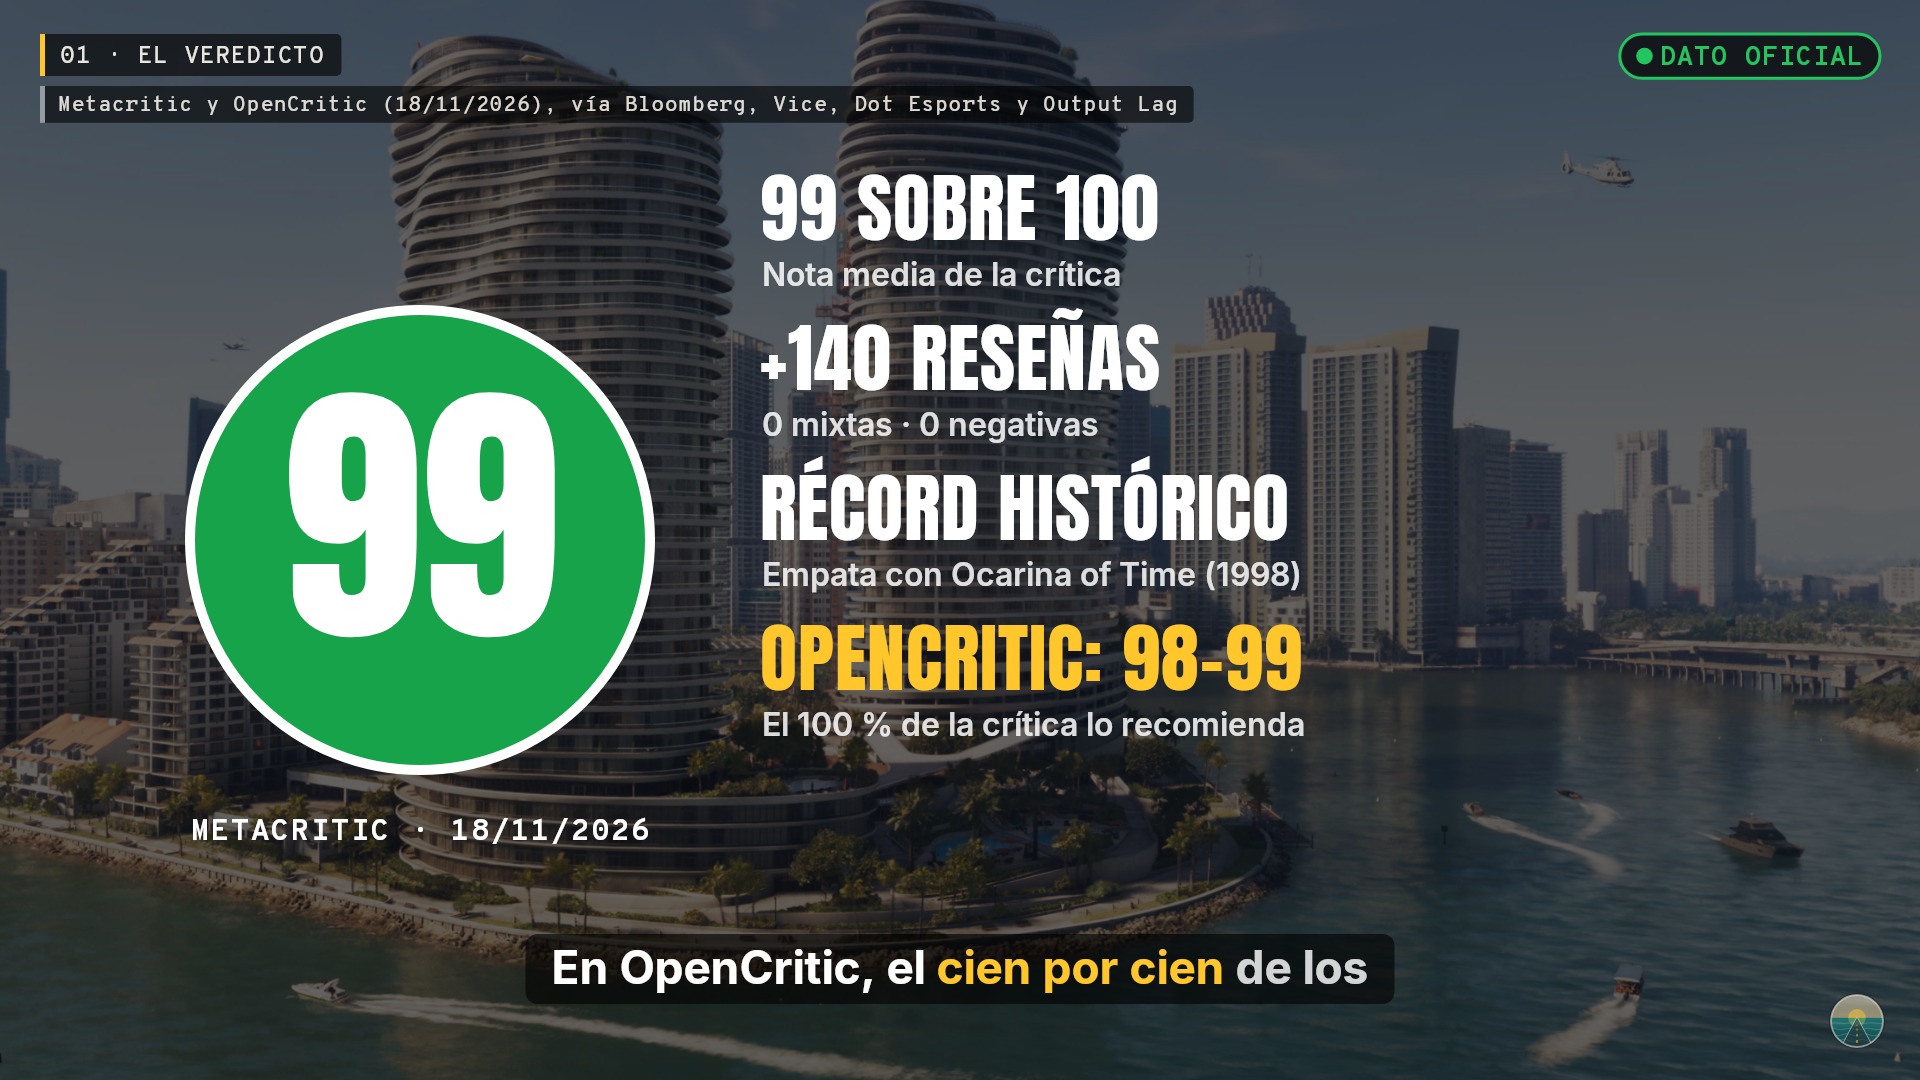 01 · EL VEREDICTO
DATO OFICIAL
Metacritic y OpenCritic (18/11/2026), vía Bloomberg, Vice, Dot Esports y Output Lag
99 SOBRE 100
Nota media de la crítica
+140 RESEÑAS
0 mixtas · 0 negativas
RÉCORD HISTÓRICO
Empata con Ocarina of Time (1998)
OPENCRITIC: 98-99
El 100 % de la crítica lo recomienda
99
METACRITIC · 18/11/2026
En OpenCritic, el cien por cien de los